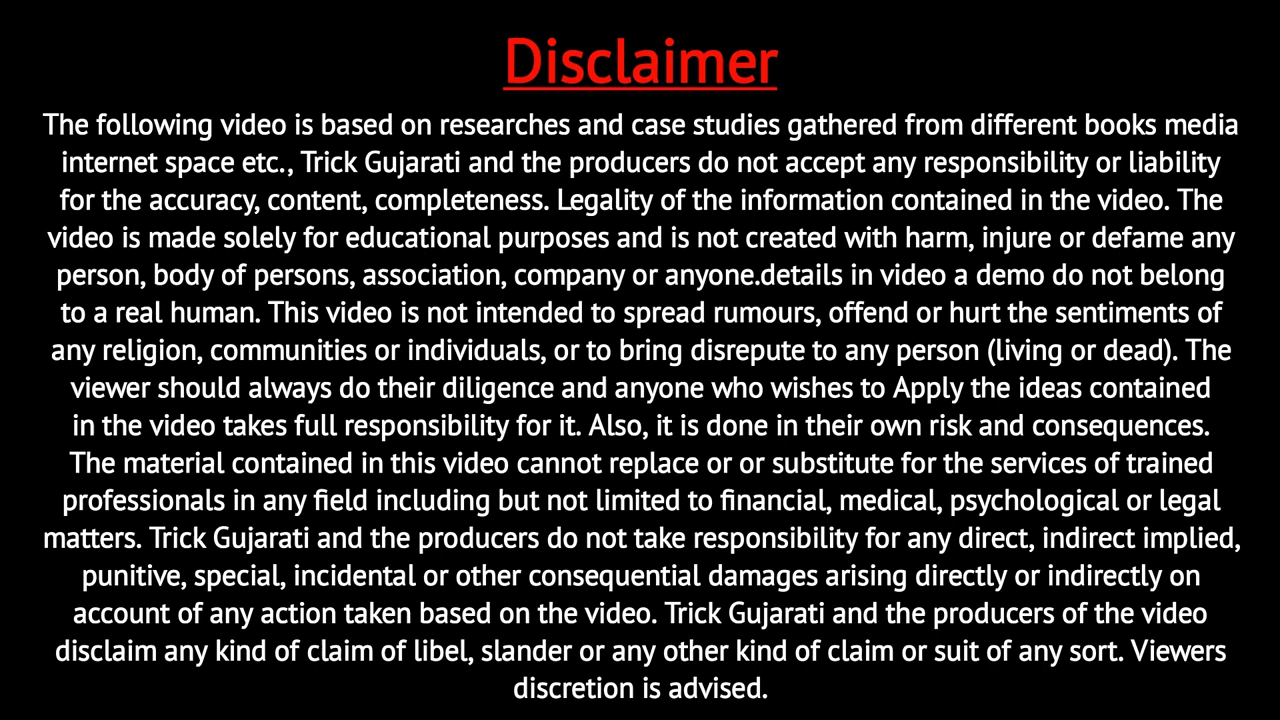 Disclaimer
The following video is based on researches and case studies gathered from different books media
internet space etc., Trick Gujarati and the producers do not accept any responsibility or liability
for the accuracy, content, completeness. Legality of the information contained in the video. The
video is made solely for educational purposes and is not created with harm, injure or defame any
person, body of persons, association, company or anyone.details in video a demo do not belong
to a real human. This video is not intended to spread rumours, offend or hurt the sentiments of
any religion, communities or individuals, or to bring disrepute to any person (living or dead). The
viewer should always do their diligence and anyone who wishes to Apply the ideas contained
in the video takes full responsibility for it. Also, it is done in their own risk and consequences.
The material contained in this video cannot replace or or substitute for the services of trained
professionals in any field including but not limited to financial, medical, psychological or legal
matters. Trick Gujarati and the producers do not take responsibility for any direct, indirect implied,
punitive, special, incidental or other consequential damages arising directly or indirectly on
account of any action taken based on the video. Trick Gujarati and the producers of the video
disclaim any kind of claim of libel, slander or any other kind of claim or suit of any sort. Viewers
discretion is advised.